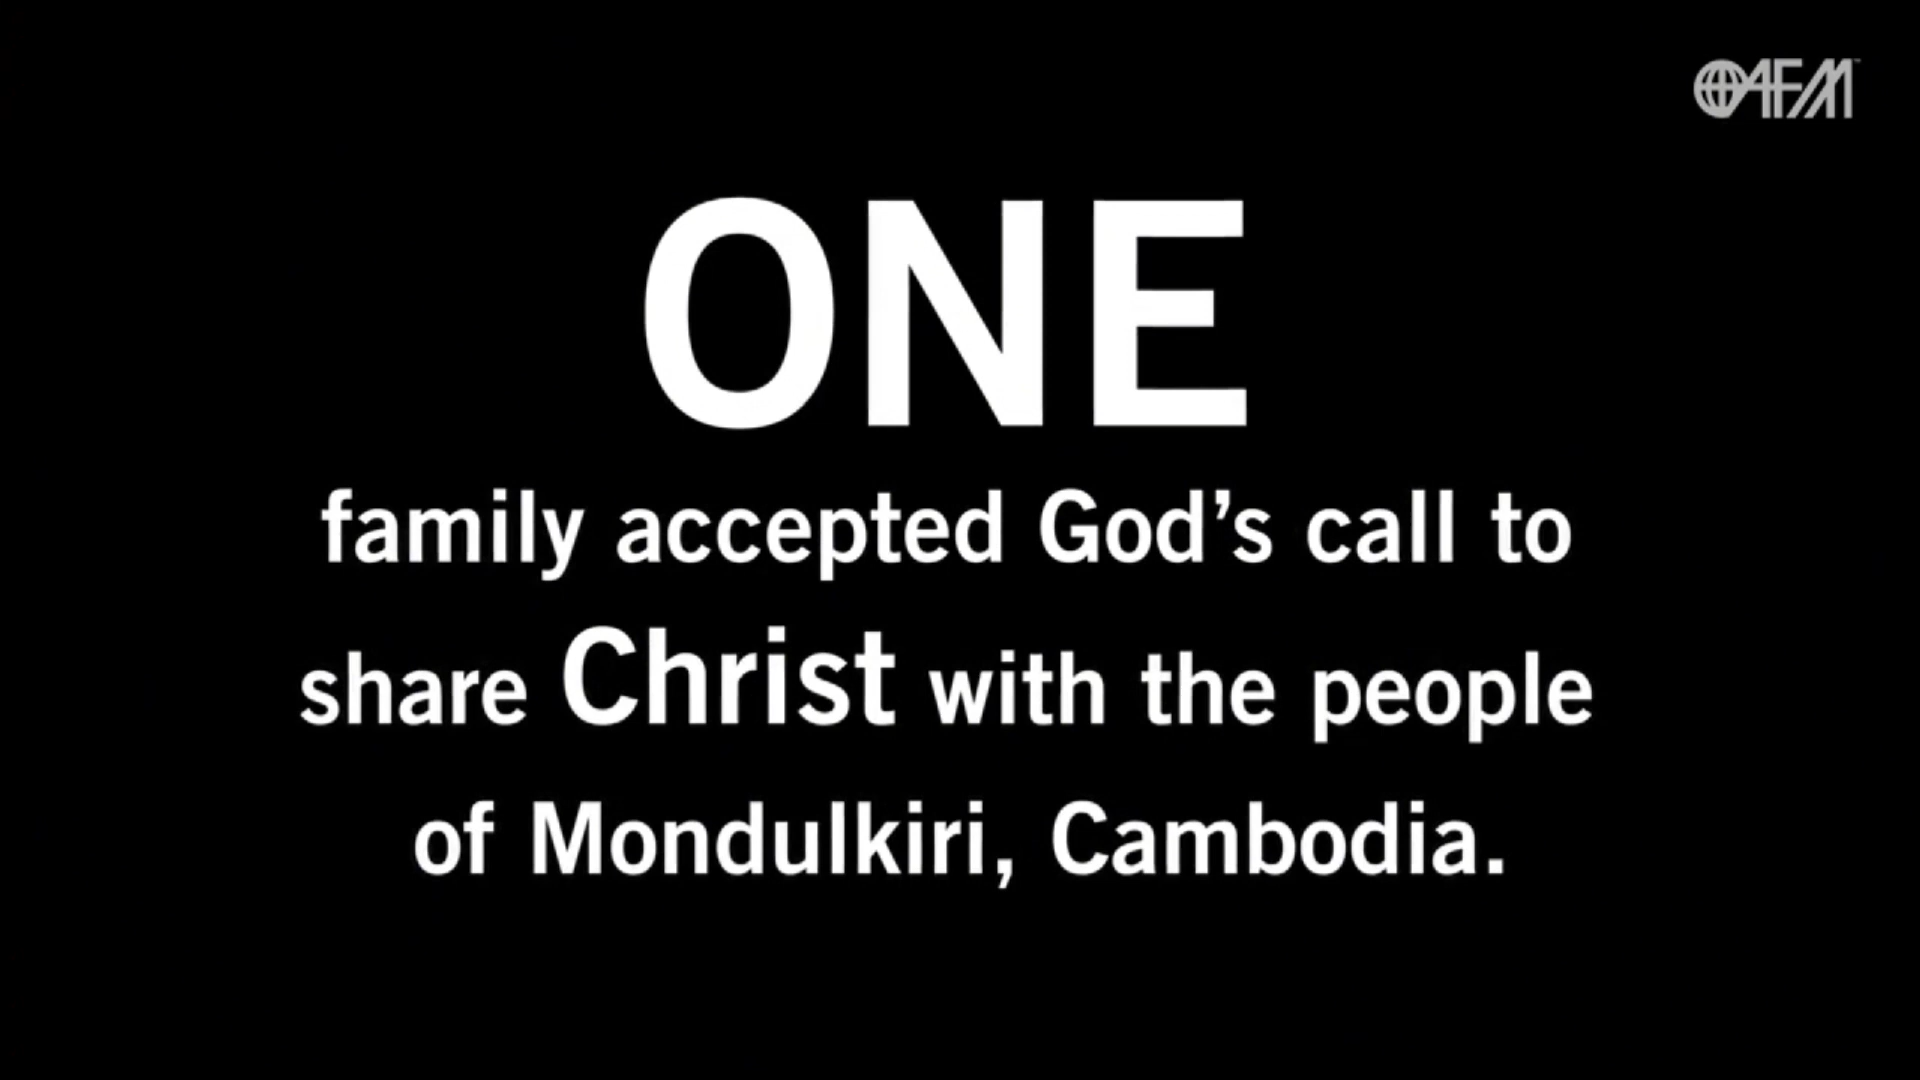 AFM
ONE
family accepted God’s call to
share Christ with the people
of Mondulkiri, Cambodia.